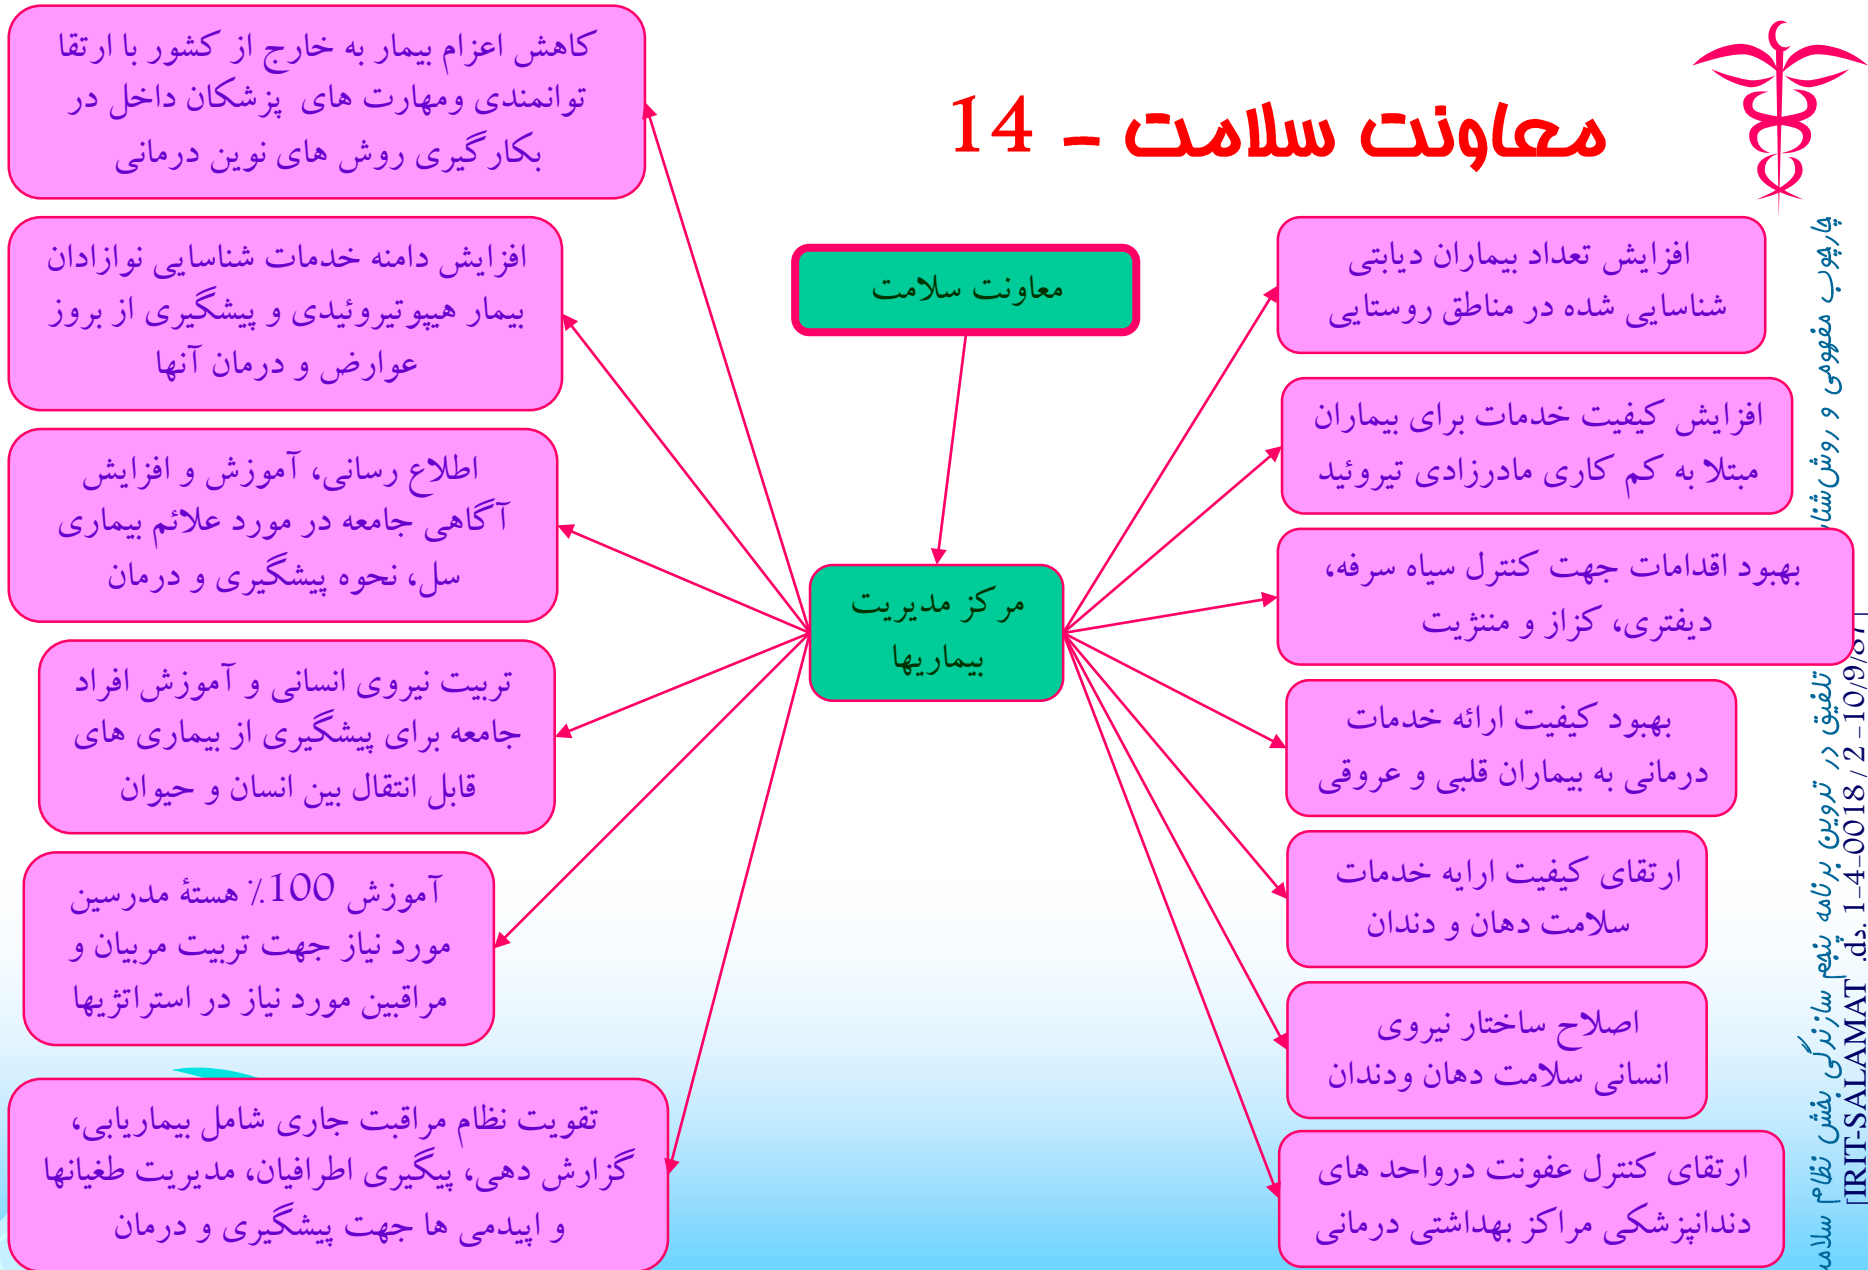 معاونت سلامت - 14
معاونت سلامت
مرکز مدیریت
بیماریها
افزایش تعداد بیماران دیابتی
شناسایی شده در مناطق روستایی
افزایش کیفیت خدمات برای بیماران
مبتلا به کم کاری مادرزادی تیروئید
بهبود اقدامات جهت کنترل سیاه سرفه،
دیفتری، کزاز و مننژیت
بهبود کیفیت ارائه خدمات
درمانی به بیماران قلبی و عروقی
ارتقای کیفیت ارایه خدمات
سلامت دهان و دندان
اصلاح ساختار نیروی
انسانی سلامت دهان ودندان
ارتقای کنترل عفونت درواحد های
دندانپزشکی مراکز بهداشتی درمانی
کاهش اعزام بیمار به خارج از کشور با ارتقا
توانمندی ومهارت های پزشکان داخل در
بکارگیری روش های نوین درمانی
افزایش دامنه خدمات شناسایی نوازادان
بیمار هیپوتیروئیدی و پیشگیری از بروز
عوارض و درمان آنها
اطلاع رسانی، آموزش و افزایش
آگاهی جامعه در مورد علائم بیماری
سل، نحوه پیشگیری و درمان
تربیت نیروی انسانی و آموزش افراد
جامعه برای پیشگیری از بیماری های
قابل انتقال بین انسان و حیوان
آموزش 100٪ هستۀ مدرسین
مورد نیاز جهت تربیت مربیان و
مراقبین مورد نیاز در استراتژیها
تقویت نظام مراقبت جاری شامل بیماریابی،
گزارش دهی، پیگیری اطرافیان، مدیریت طغیانها
و اپیدمی ها جهت پیشگیری و درمان
چارچوب مفهومی و تلفیق در تدوین برنامه پنجم سازندگی بخش نظام
[IRIT-SALAMAT .ds. 1-4-0018 / 2 -10/9/87]